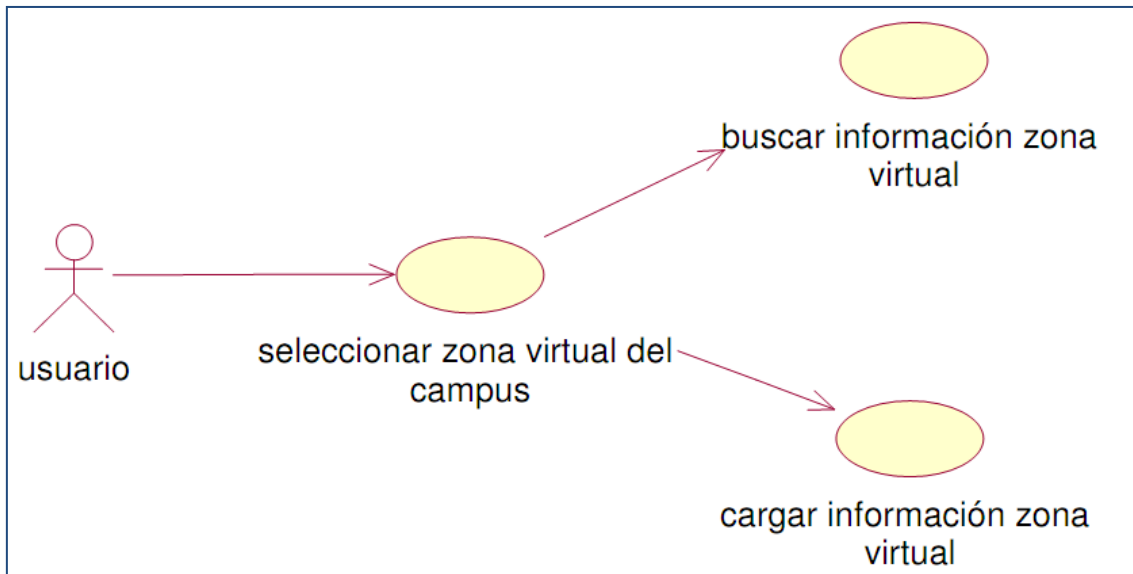 buscar información zona
virtual
seleccionar zona virtual del
campus
usuario
cargar información zona
virtual